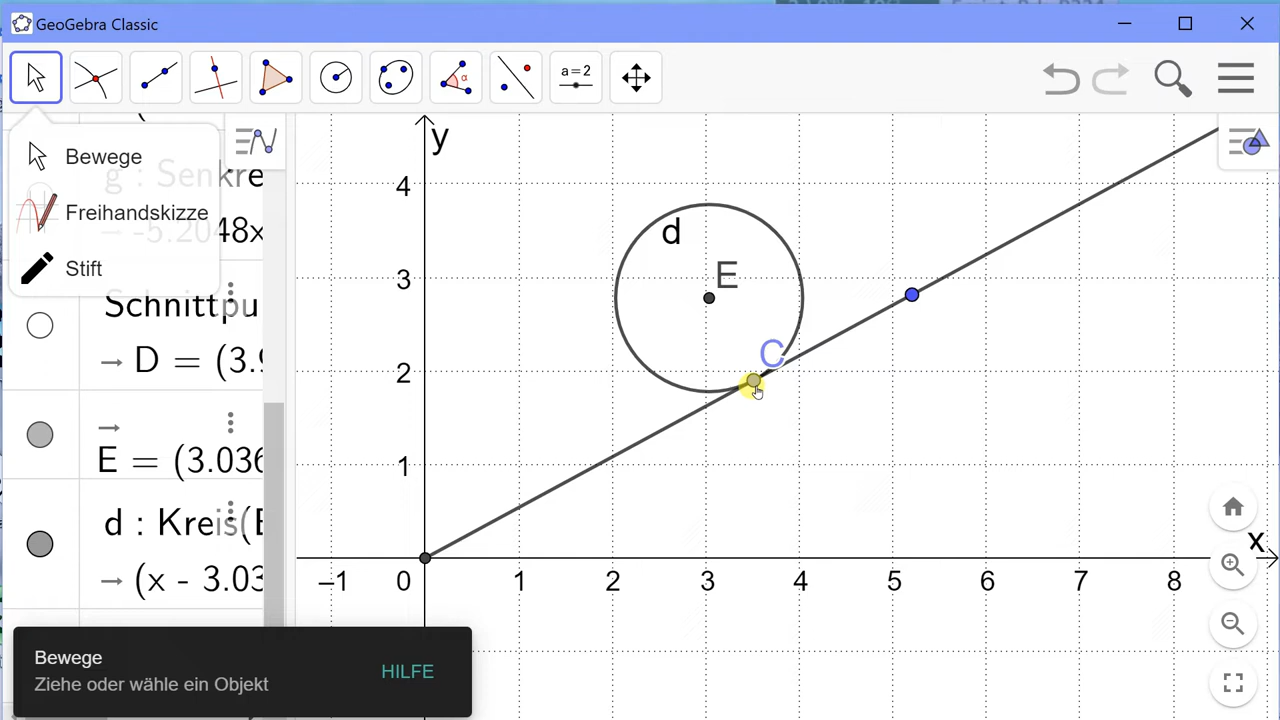 GeoGebra Classic
α
a=2
Bewege
Freihandskizze
Stift
g : Senkre
-5.2048x
Schnittpu
→ D = (3.9
→
E = (3.036
d : Kreis(E
→ (x - 3.03
Bewege
Ziehe oder wähle ein Objekt
HILFE
y
4
3
2
1
d
E
C
–1
0
1
2
3
4
5
6
7
8
x